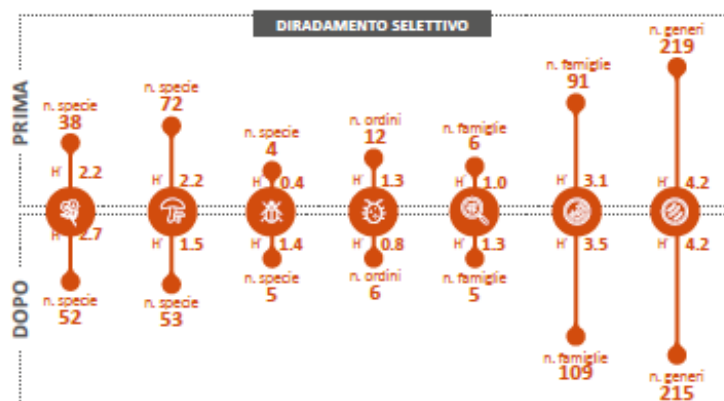 DIRADAMENTO SELETTIVO
PRIMA
n. specie
38
H' 2.2
n. specie
72
H' 2.2
n. specie
4
H' 0.4
n. ordini
12
H' 1.3
n. famiglie
6
H' 1.0
n. famiglie
91
H' 3.1
n. generi
219
H' 4.2
DOPO
H' 2.7
n. specie
52
H' 1.5
n. specie
53
H' 1.4
n. specie
5
H' 0.8
n. ordini
6
H' 1.3
n. famiglie
5
H' 3.5
n. famiglie
109
H' 4.2
n. generi
215